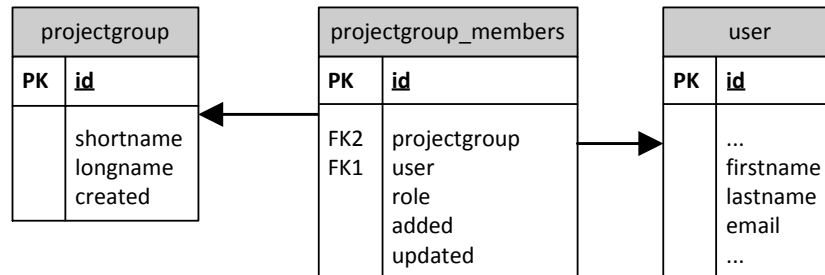 projectgroup
PK id
shortname
longname
created
projectgroup_members
PK id
FK2 projectgroup
FK1 user
role
added
updated
user
PK id
...
firstname
lastname
email
...